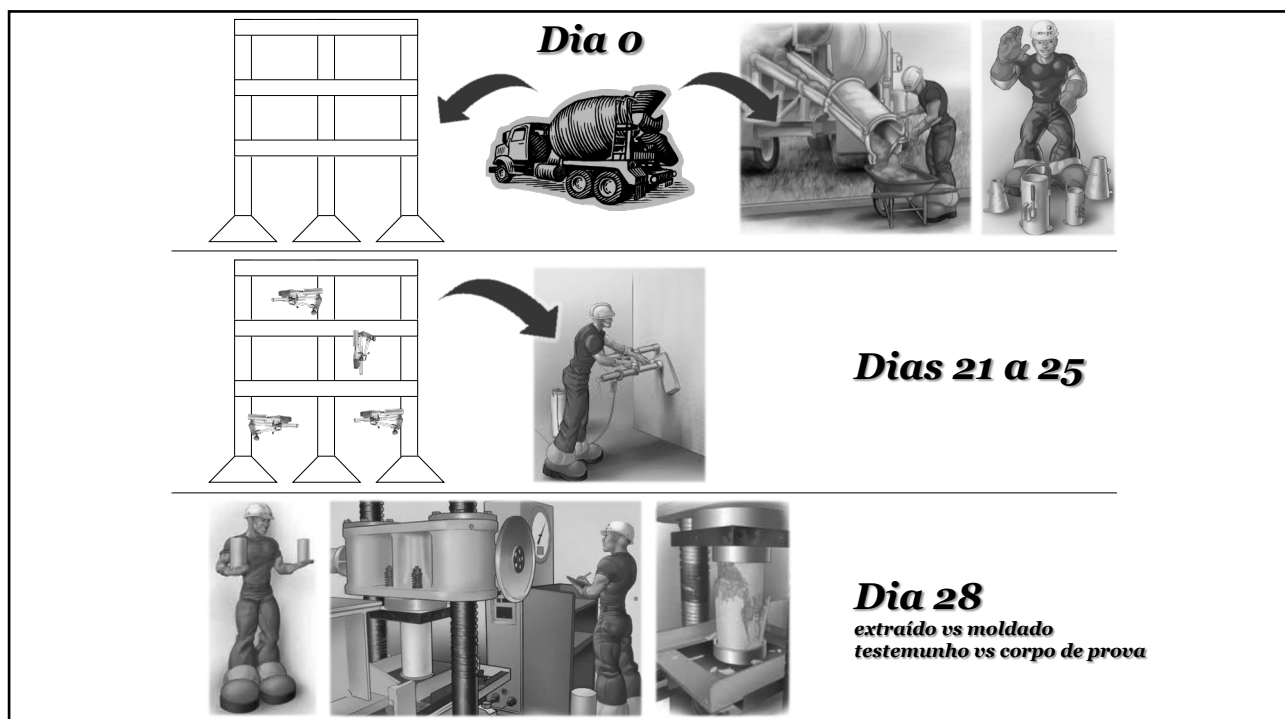 Dia 0
Dias 21 a 25
Dia 28
extraído vs moldado
testemunho vs corpo de prova